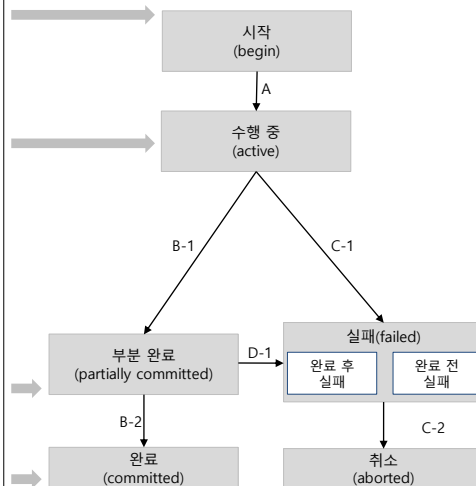 시작
(begin)
A
수행 중
(active)
B-1
C-1
부분 완료
(partially committed)
D-1
실패(failed)
완료 후
실패
완료 전
실패
B-2
C-2
완료
(committed)
취소
(aborted)